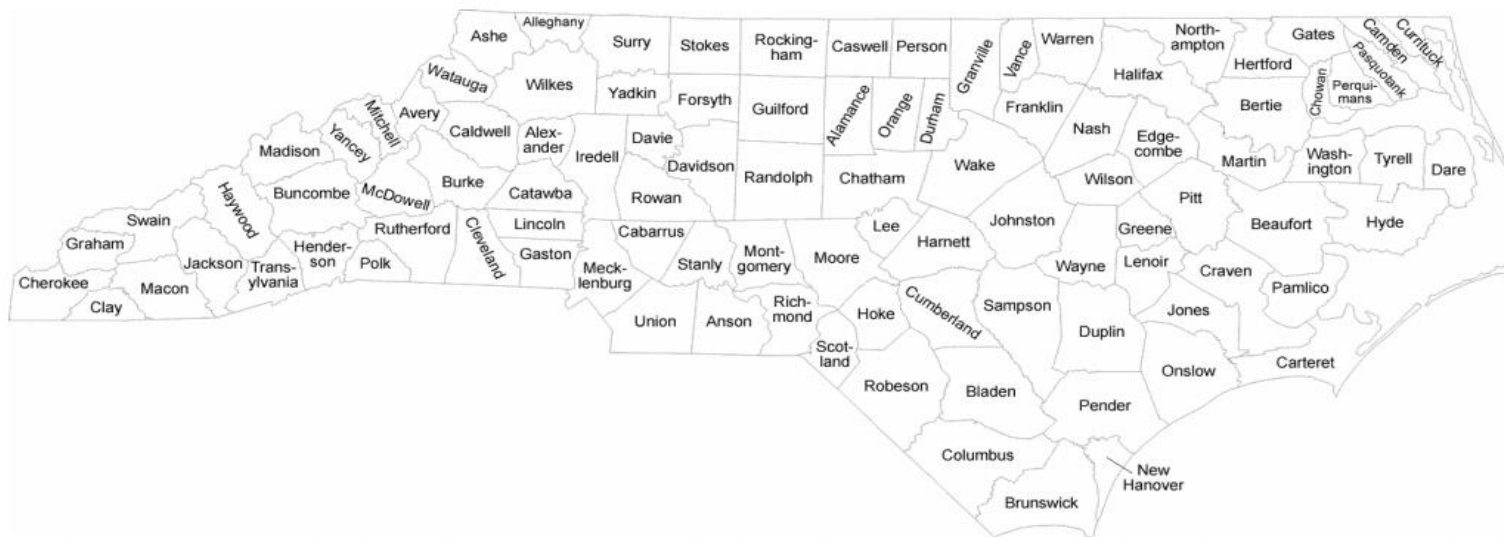 Alleghany
Ashe
Surry
Stokes
Rocking-
ham
Caswell
Person
Granville
Vance
Warren
North-
ampton
Gates
Camden
Currituck
Pasquotank
Hertford
Halifax
Watauga
Wilkes
Yadkin
Forsyth
Guilford
Alamance
Orange
Durham
Franklin
Nash
Edge-
combe
Bertie
Chowan
Perqui-
mans
Mitchell
Avery
Yancey
Caldwell
Alex-
ander
Iredell
Davie
Davidson
Randolph
Chatham
Wake
Wilson
Martin
Wash-
ington
Tyrell
Dare
Madison
Buncombe
McDowell
Burke
Catawba
Rowan
Haywood
Swain
Graham
Cherokee
Clay
Macon
Jackson
Trans-
ylvania
Hender-
son
Polk
Rutherford
Cleveland
Lincoln
Gaston
Meck-
lenburg
Cabarrus
Stanly
Mont-
gomery
Moore
Lee
Harnett
Johnston
Greene
Pitt
Beaufort
Hyde
Union
Anson
Rich-
mond
Scot-
land
Hoke
Cumberland
Sampson
Wayne
Lenoir
Craven
Pamlico
Jones
Duplin
Onslow
Carteret
Robeson
Bladen
Pender
Columbus
Brunswick
New
Hanover